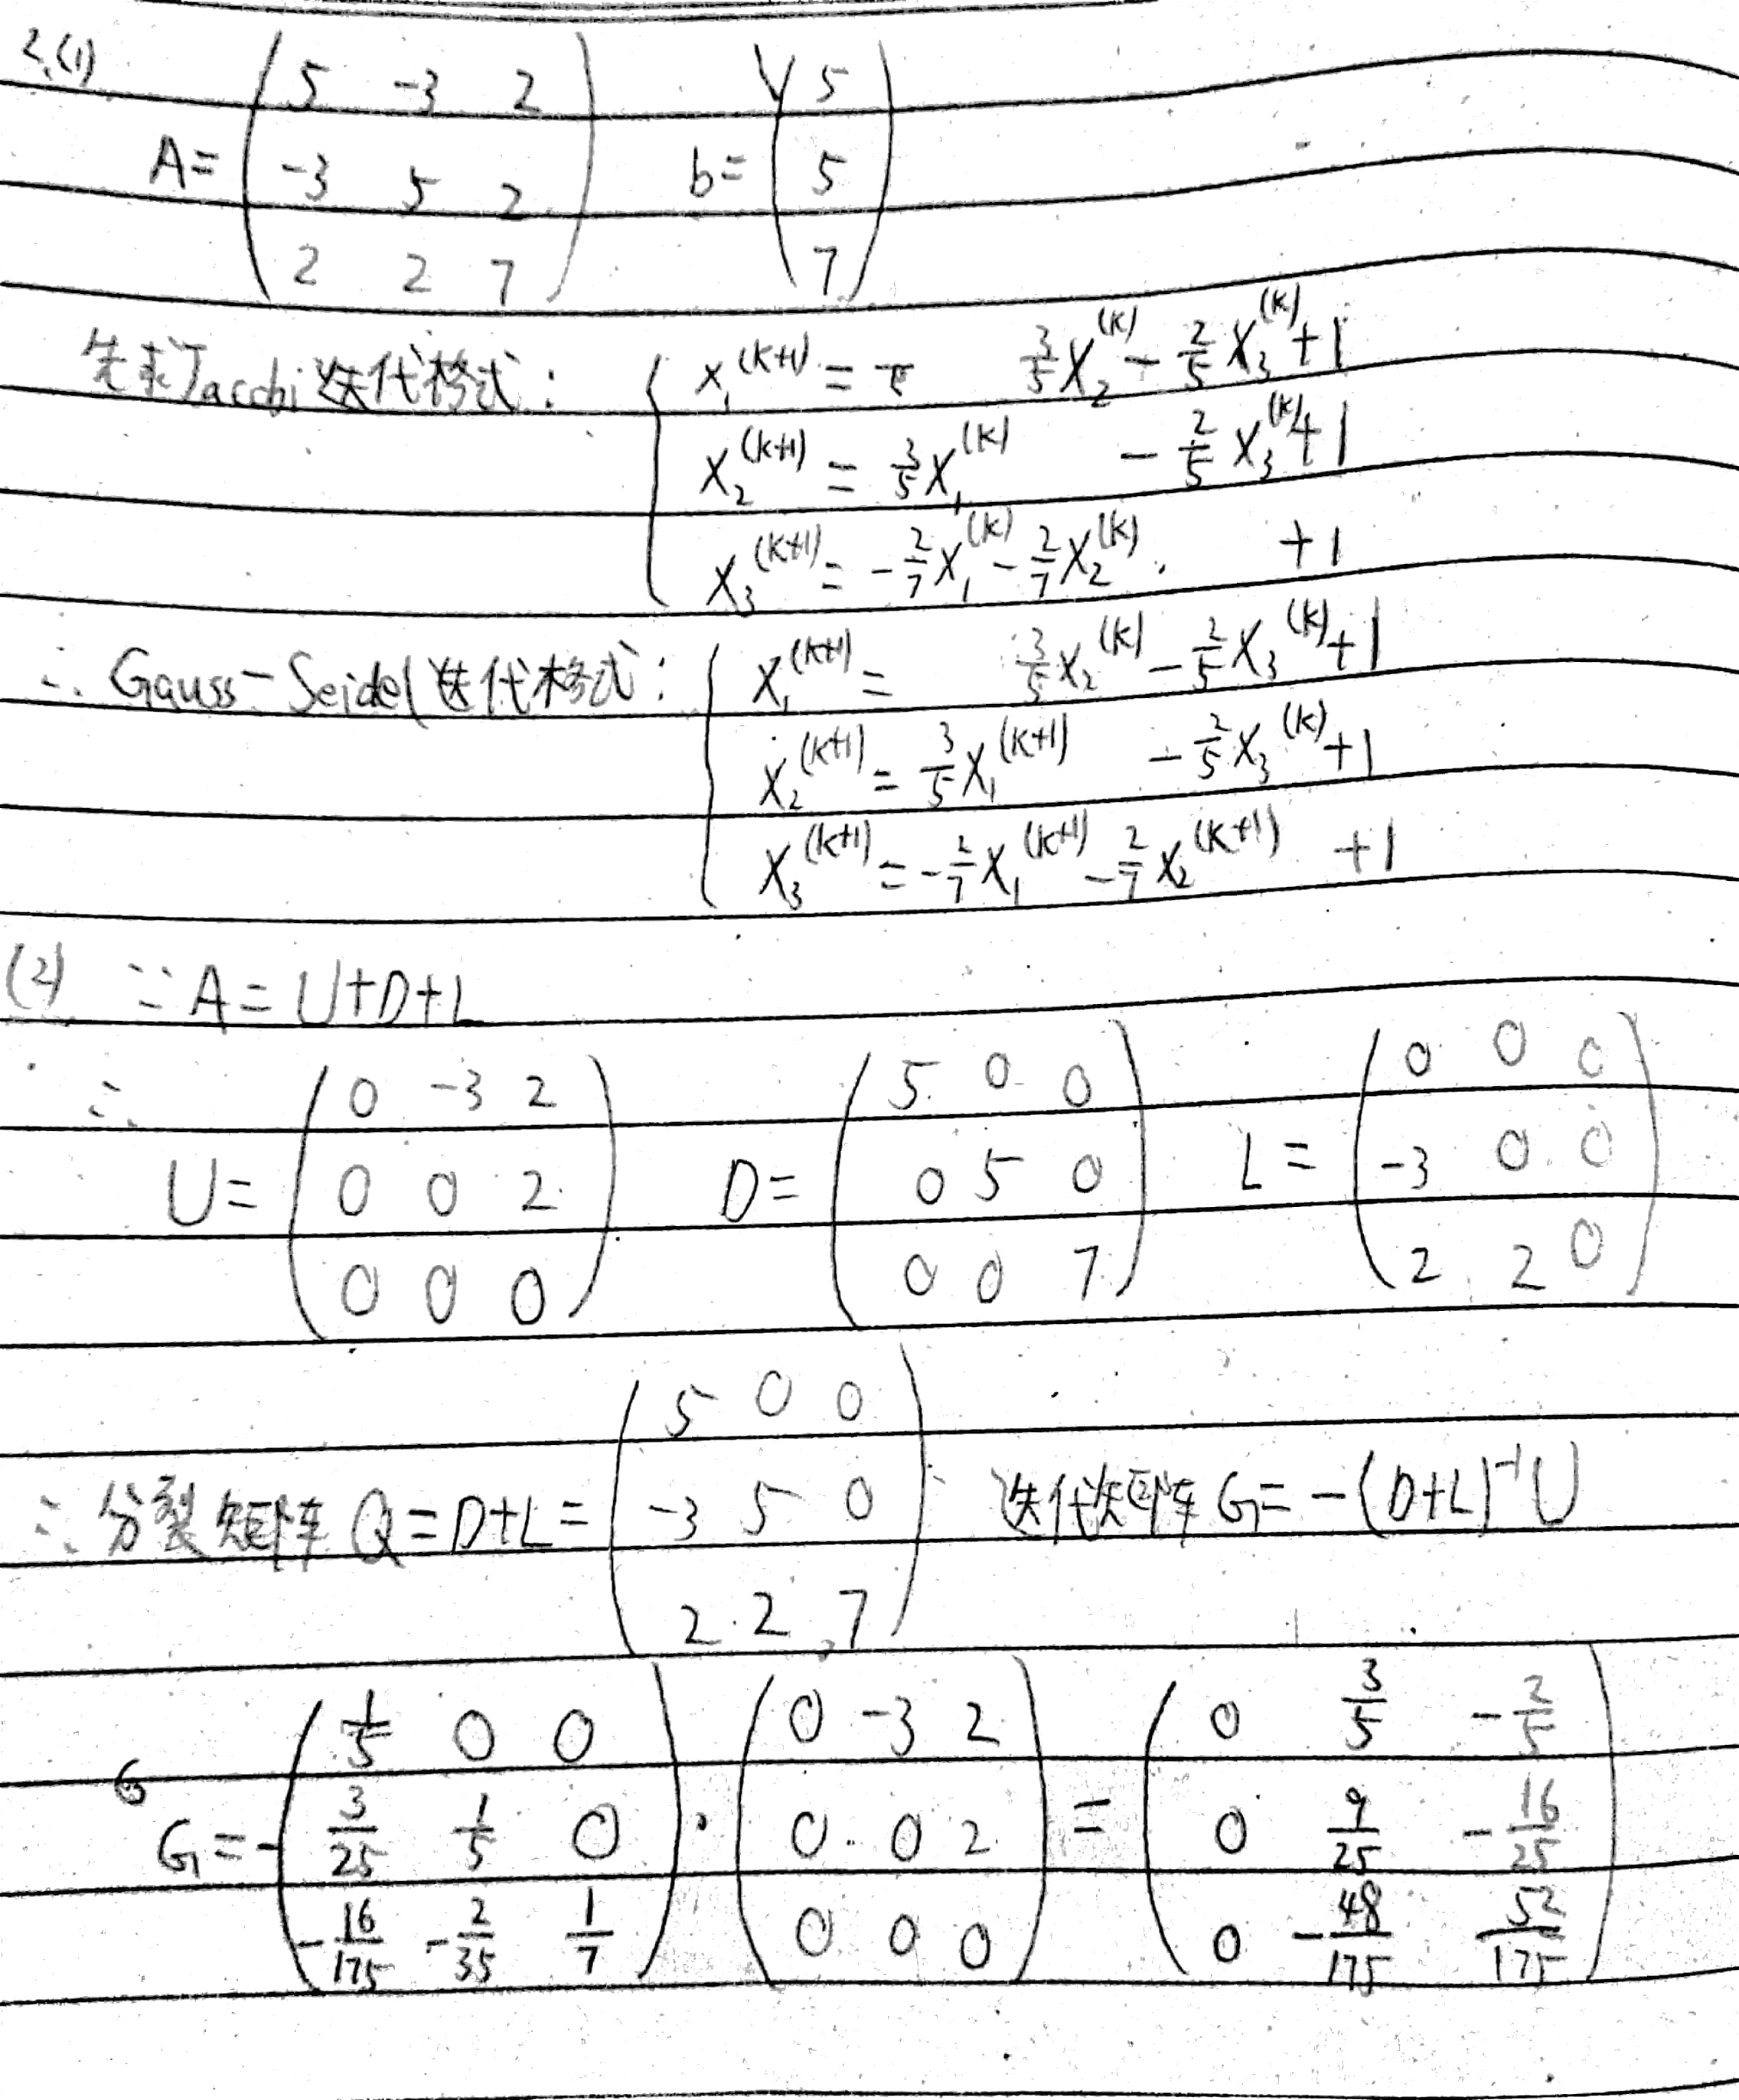 2.(1)
A = \begin{pmatrix} 5 & -3 & 2 \\ -3 & 5 & 2 \\ 2 & 2 & 7 \end{pmatrix} b = \begin{pmatrix} 5 \\ 5 \\ 7 \end{pmatrix}
先求Jacobi迭代格式: \begin{cases} x_1^{(k+1)} = \frac{3}{5}x_2^{(k)} - \frac{2}{5}x_3^{(k)} + 1 \\ x_2^{(k+1)} = \frac{3}{5}x_1^{(k)} - \frac{2}{5}x_3^{(k)} + 1 \\ x_3^{(k+1)} = -\frac{2}{7}x_1^{(k)} - \frac{2}{7}x_2^{(k)} + 1 \end{cases}
∴ Gauss-Seidel迭代格式: \begin{cases} x_1^{(k+1)} = \frac{3}{5}x_2^{(k)} - \frac{2}{5}x_3^{(k)} + 1 \\ x_2^{(k+1)} = \frac{3}{5}x_1^{(k+1)} - \frac{2}{5}x_3^{(k)} + 1 \\ x_3^{(k+1)} = -\frac{2}{7}x_1^{(k+1)} - \frac{2}{7}x_2^{(k+1)} + 1 \end{cases}
(2) ∵ A = U+D+L
∴ U = \begin{pmatrix} 0 & -3 & 2 \\ 0 & 0 & 2 \\ 0 & 0 & 0 \end{pmatrix} D = \begin{pmatrix} 5 & 0 & 0 \\ 0 & 5 & 0 \\ 0 & 0 & 7 \end{pmatrix} L = \begin{pmatrix} 0 & 0 & 0 \\ -3 & 0 & 0 \\ 2 & 2 & 0 \end{pmatrix}
∴ 分裂矩阵 Q = D+L = \begin{pmatrix} 5 & 0 & 0 \\ -3 & 5 & 0 \\ 2 & 2 & 7 \end{pmatrix} 迭代矩阵 G = -(D+L)^{-1}U
G = -\begin{pmatrix} \frac{1}{5} & 0 & 0 \\ \frac{3}{25} & \frac{1}{5} & 0 \\ -\frac{16}{175} & -\frac{2}{35} & \frac{1}{7} \end{pmatrix} \cdot \begin{pmatrix} 0 & -3 & 2 \\ 0 & 0 & 2 \\ 0 & 0 & 0 \end{pmatrix} = \begin{pmatrix} 0 & \frac{3}{5} & -\frac{2}{5} \\ 0 & \frac{9}{25} & -\frac{16}{25} \\ 0 & -\frac{48}{175} & \frac{52}{175} \end{pmatrix}